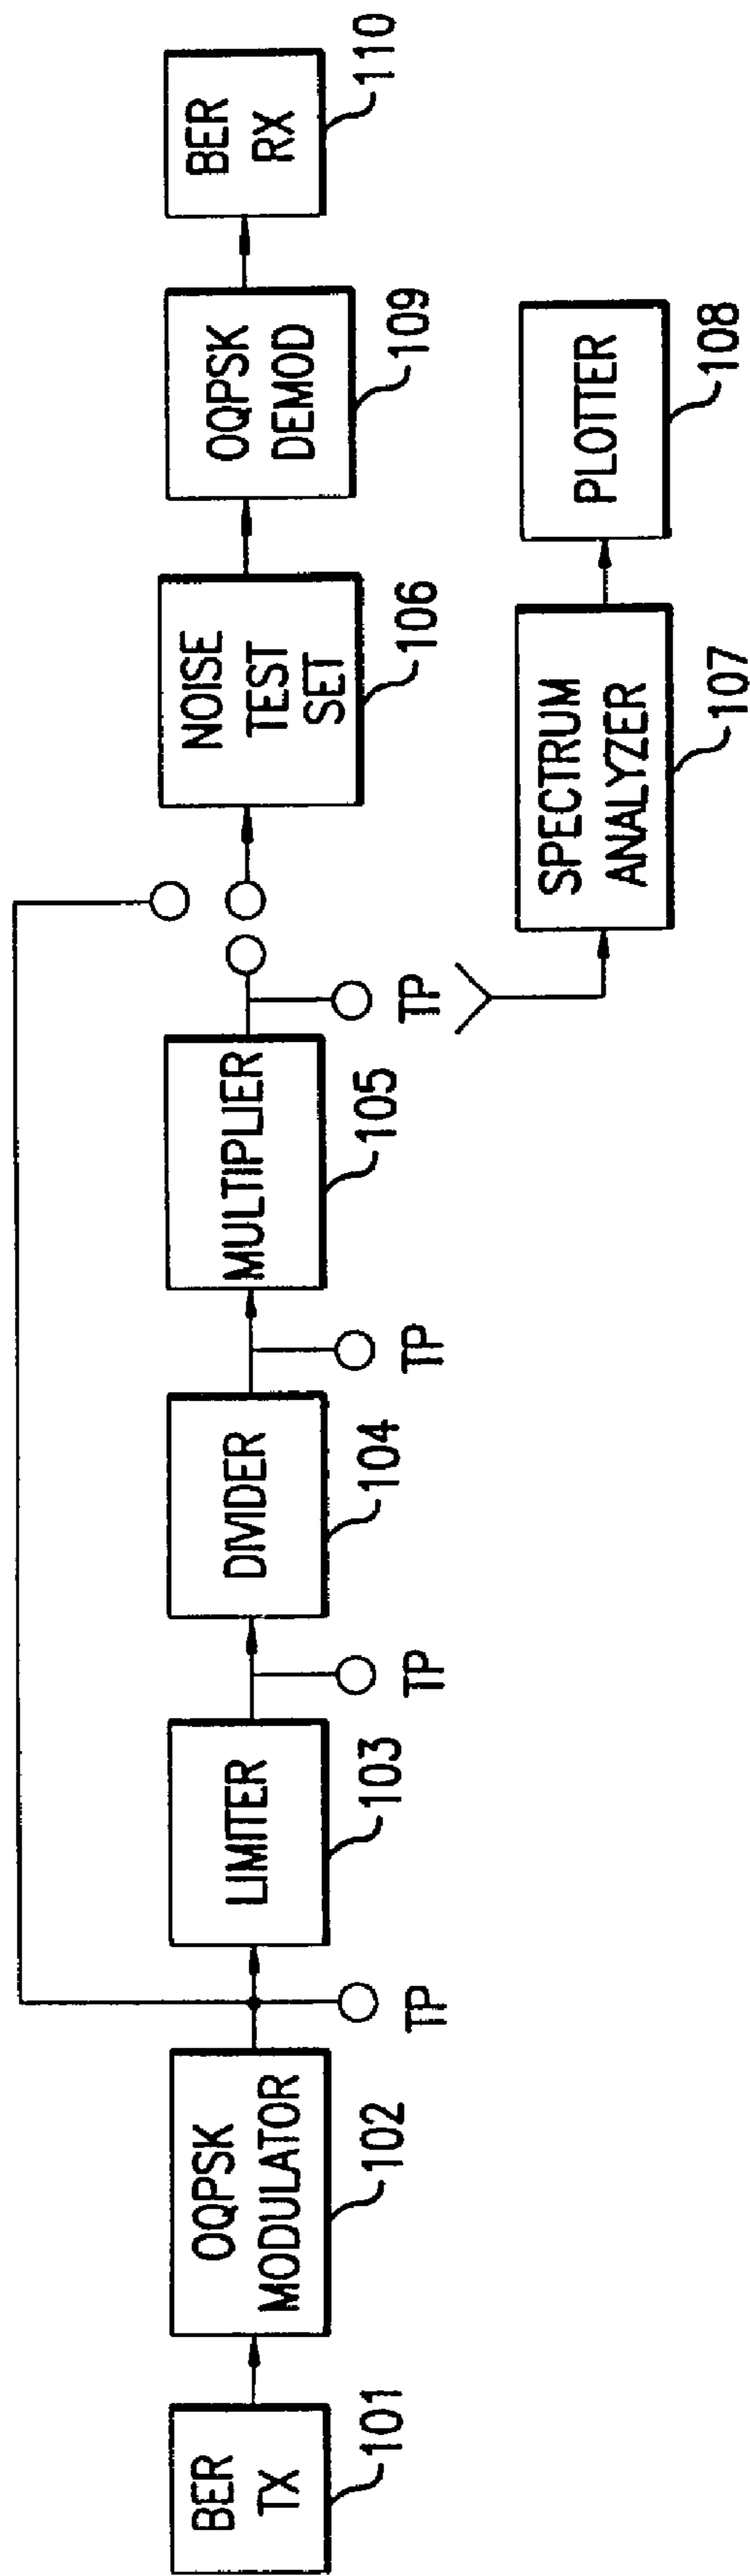 BER
TX
101
OQPSK
MODULATOR
102
TP
LIMITER
103
TP
DIVIDER
104
TP
MULTIPLIER
105
TP
NOISE
TEST
SET
106
OQPSK
DEMOD
109
BER
RX
110
SPECTRUM
ANALYZER
107
PLOTTER
108